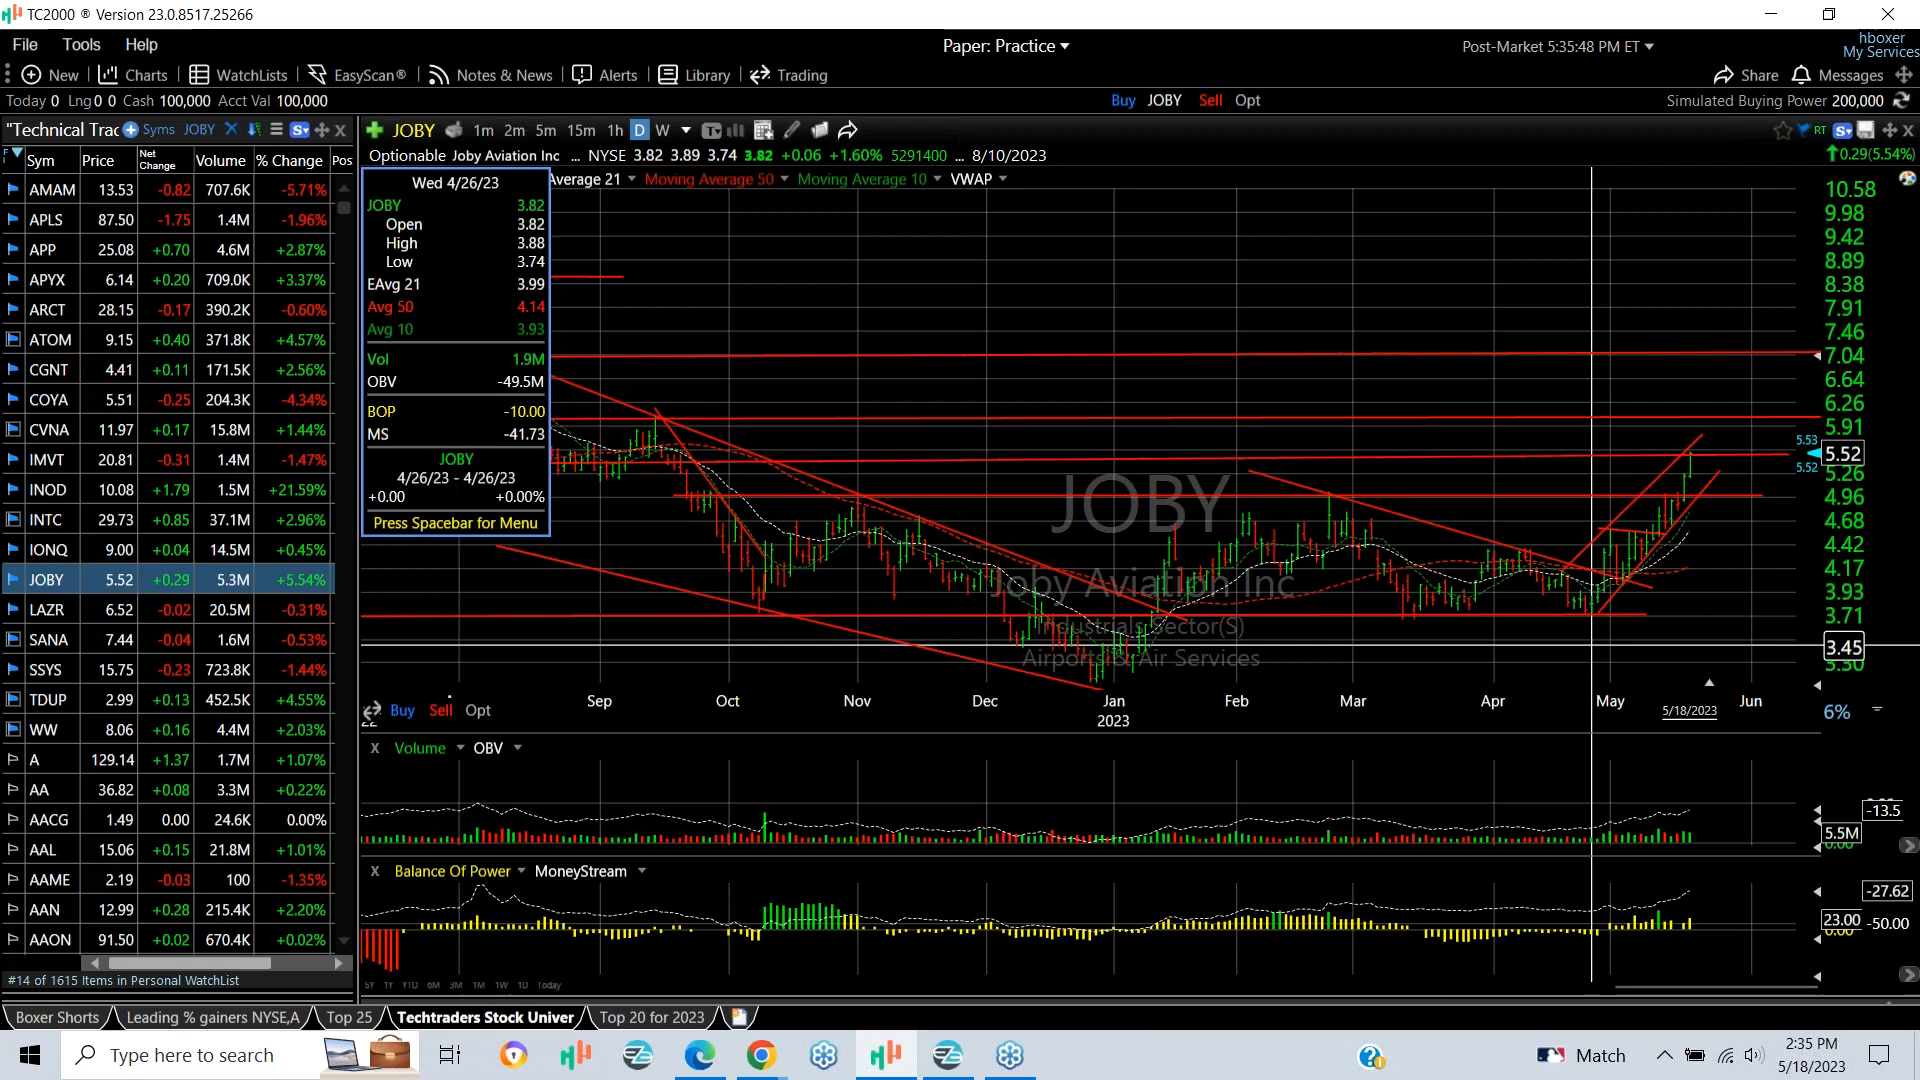 TC2000 ® Version 23.0.8517.25266
File Tools Help
Paper: Practice
Post-Market 5:35:48 PM ET
hboxer
My Services
New Charts WatchLists EasyScan® Notes & News Alerts Library Trading
Share Messages
Today 0 Lng 0 0 Cash 100,000 Acct Val 100,000
Buy JOBY Sell Opt
Simulated Buying Power 200,000
"Technical Trac Syms JOBY
JOBY 1m 2m 5m 15m 1h D W
RT
Optionable Joby Aviation Inc ... NYSE 3.82 3.89 3.74 3.82 +0.06 +1.60% 5291400 ... 8/10/2023
0.29(5.54%)
Sym Price Net Change Volume % Change Pos
AMAM 13.53 -0.82 707.6K -5.71%
APLS 87.50 -1.75 1.4M -1.96%
APP 25.08 +0.70 4.6M +2.87%
APYX 6.14 +0.20 709.0K +3.37%
ARCT 28.15 -0.17 390.2K -0.60%
ATOM 9.15 +0.40 371.8K +4.57%
CGNT 4.41 +0.11 171.5K +2.56%
COYA 5.51 -0.25 204.3K -4.34%
CVNA 11.97 +0.17 15.8M +1.44%
IMVT 20.81 -0.31 1.4M -1.47%
INOD 10.08 +1.79 1.5M +21.59%
INTC 29.73 +0.85 37.1M +2.96%
IONQ 9.00 +0.04 14.5M +0.45%
JOBY 5.52 +0.29 5.3M +5.54%
LAZR 6.52 -0.02 20.5M -0.31%
SANA 7.44 -0.04 1.6M -0.53%
SSYS 15.75 -0.23 723.8K -1.44%
TDUP 2.99 +0.13 452.5K +4.55%
WW 8.06 +0.16 4.4M +2.03%
A 129.14 +1.37 1.7M +1.07%
AA 36.82 +0.08 3.3M +0.22%
AACG 1.49 0.00 24.6K 0.00%
AAL 15.06 +0.15 21.8M +1.01%
AAME 2.19 -0.03 100 -1.35%
AAN 12.99 +0.28 215.4K +2.20%
AAON 91.50 +0.02 670.4K +0.02%
#14 of 1615 Items in Personal WatchList
Wed 4/26/23
JOBY 3.82
Open 3.82
High 3.88
Low 3.74
EAvg 21 3.99
Avg 50 4.14
Avg 10 3.93
Vol 1.9M
OBV -49.5M
BOP -10.00
MS -41.73
JOBY
4/26/23 - 4/26/23
+0.00 +0.00%
Press Spacebar for Menu
Average 21 Moving Average 50 Moving Average 10 VWAP
JOBY
Joby Aviation Inc
Industrials Sector(S)
Airports & Air Services
10.58
9.98
9.42
8.89
8.38
7.91
7.46
7.04
6.64
6.26
5.91
5.53
5.52
5.52
5.26
4.96
4.68
4.42
4.17
3.93
3.71
3.45
Sep Oct Nov Dec Jan Feb Mar Apr May Jun
2023
5/18/2023
6%
Buy Sell Opt
22
X Volume OBV
-13.5
5.5M
X Balance Of Power MoneyStream
-27.62
23.00 -50.00
5Y 1Y YTD 6M 3M 1M 1W 1D Today
Boxer Shorts Leading % gainers NYSE,A Top 25 Techtraders Stock Univer Top 20 for 2023
Type here to search
Match
2:35 PM
5/18/2023